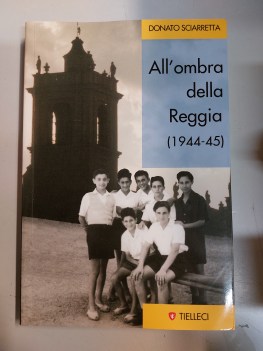 DONATO SCIARRETTA
All'ombra
della
Reggia
(1944-45)
TIELLECI